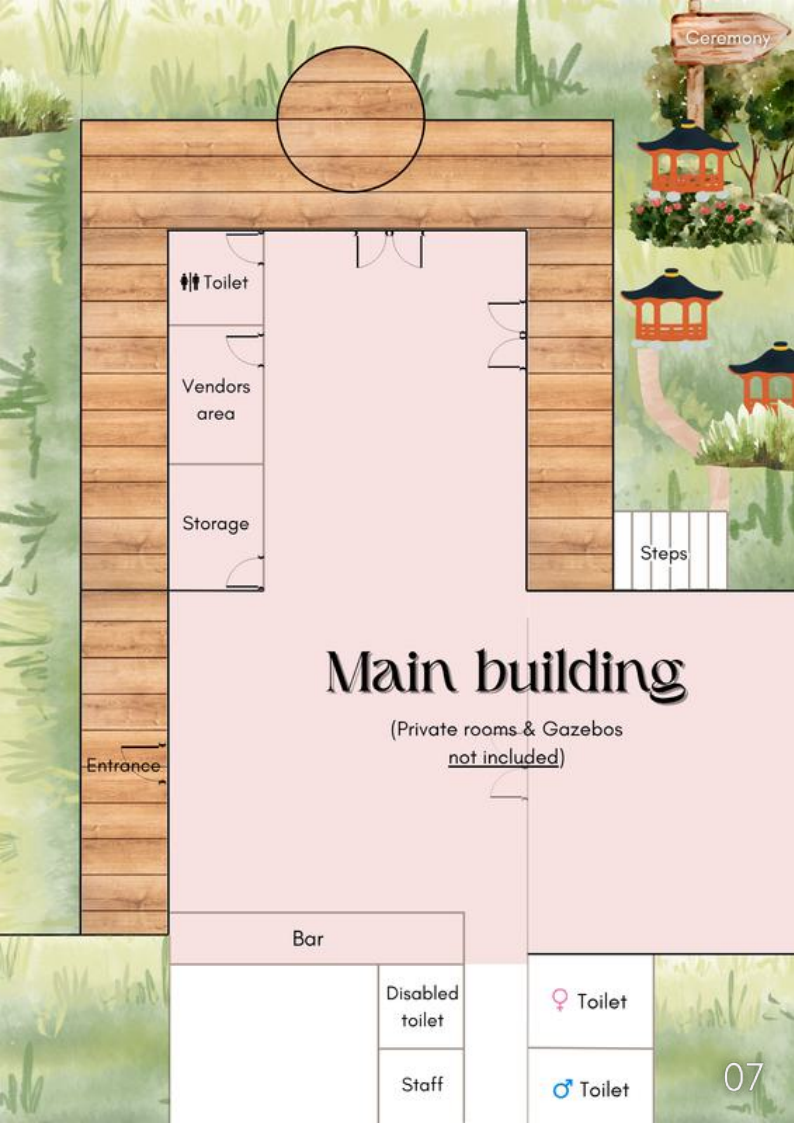 Ceremony
Toilet
Vendors
area
Storage
Steps
Main building
(Private rooms & Gazebos
not included)
Entrance
Bar
Disabled
toilet
♀ Toilet
Staff
♂ Toilet
07